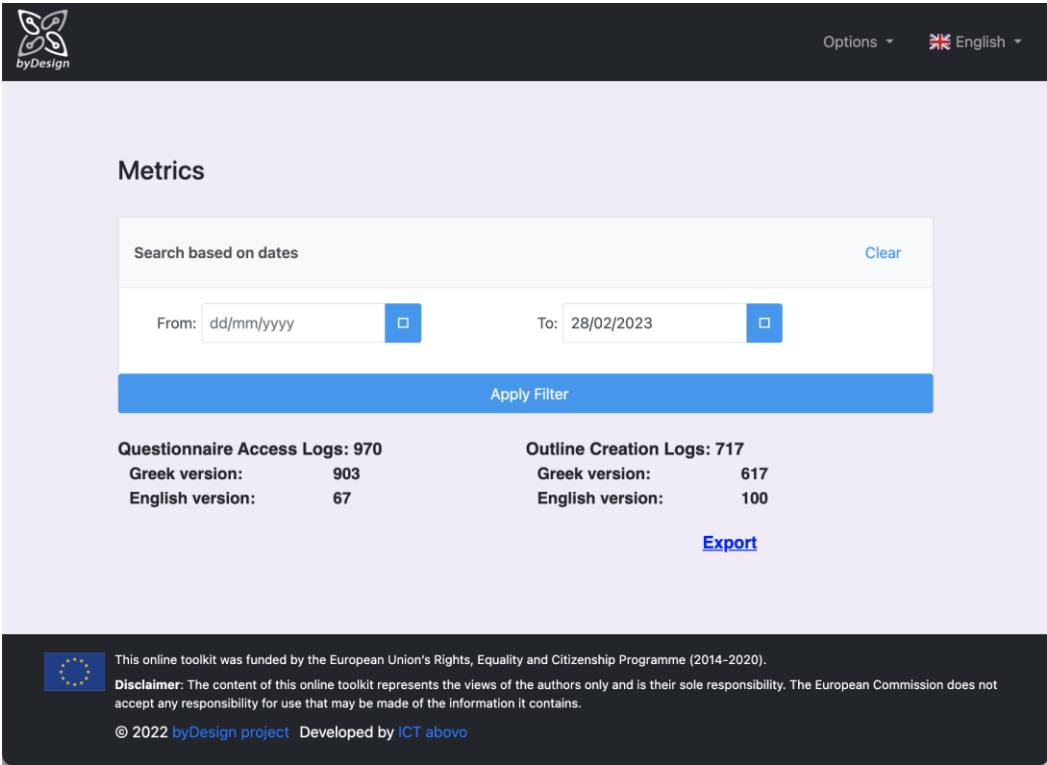 byDesign
Options
English
Metrics
Search based on dates
Clear
From: dd/mm/yyyy
To: 28/02/2023
Apply Filter
Questionnaire Access Logs: 970
Greek version: 903
English version: 67
Outline Creation Logs: 717
Greek version: 617
English version: 100
Export
This online toolkit was funded by the European Union's Rights, Equality and Citizenship Programme (2014-2020).
Disclaimer: The content of this online toolkit represents the views of the authors only and is their sole responsibility. The European Commission does not
accept any responsibility for use that may be made of the information it contains.
© 2022 byDesign project Developed by ICT abovo